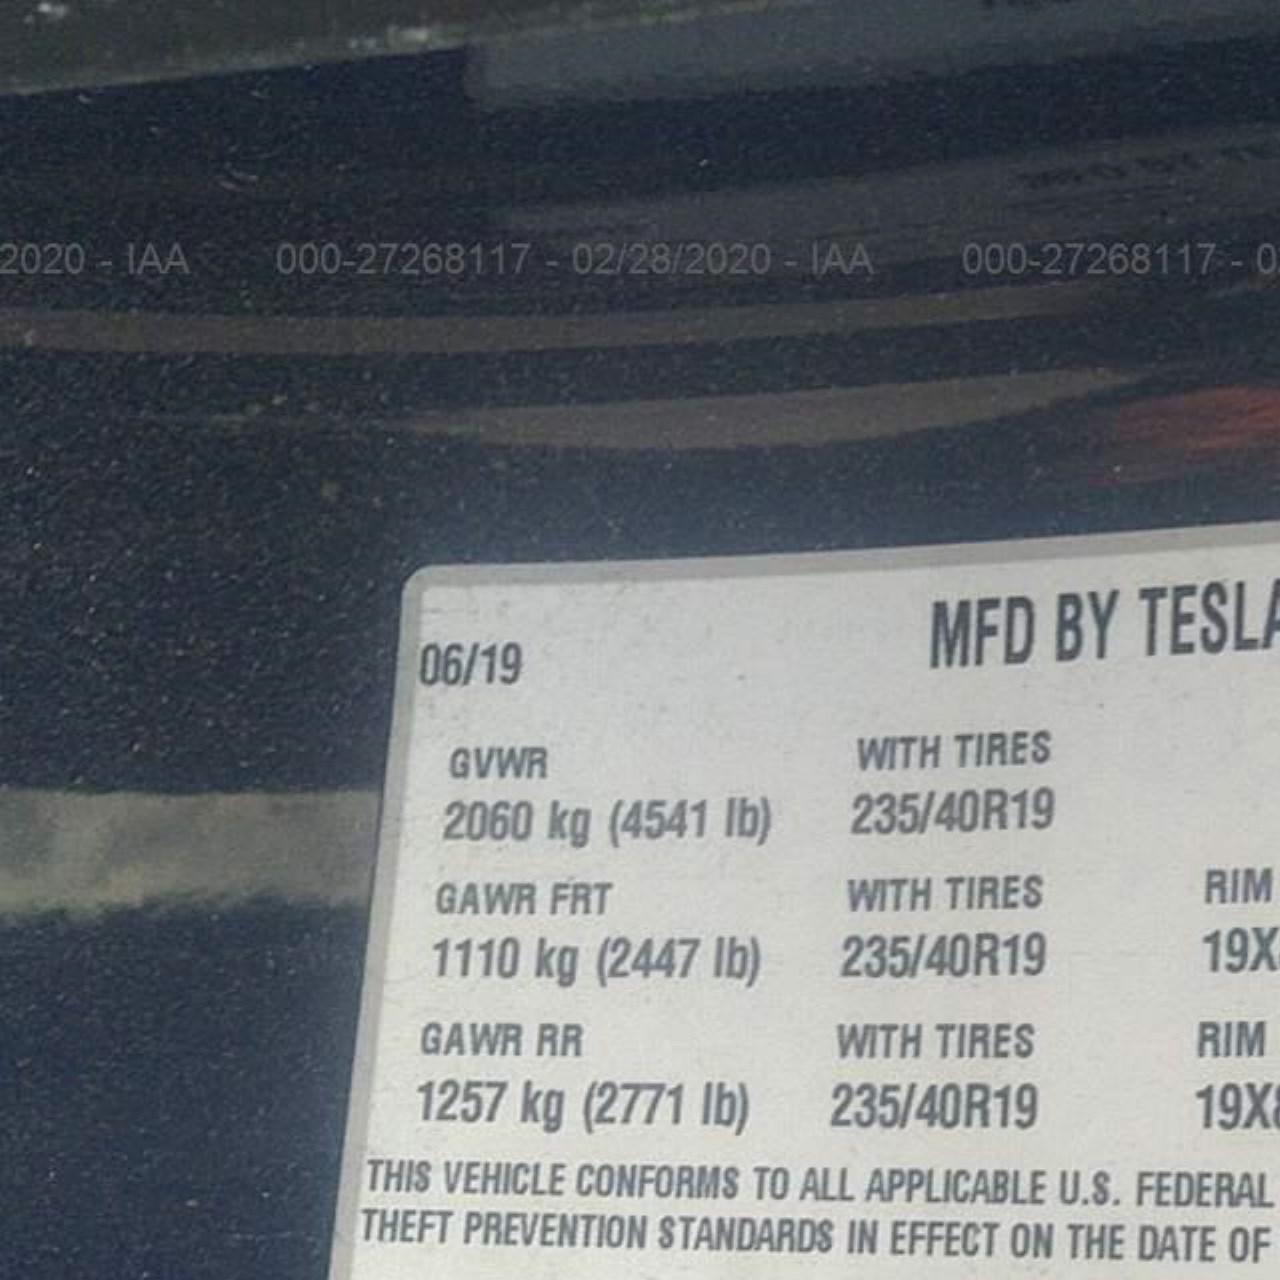 2020 - IAA 000-27268117 - 02/28/2020 - IAA 000-27268117 - 0
MFD BY TESLA
06/19
GVWR WITH TIRES
2060 kg (4541 lb) 235/40R19
GAWR FRT WITH TIRES RIM
1110 kg (2447 lb) 235/40R19 19X
GAWR RR WITH TIRES RIM
1257 kg (2771 lb) 235/40R19 19X8
THIS VEHICLE CONFORMS TO ALL APPLICABLE U.S. FEDERAL
THEFT PREVENTION STANDARDS IN EFFECT ON THE DATE OF